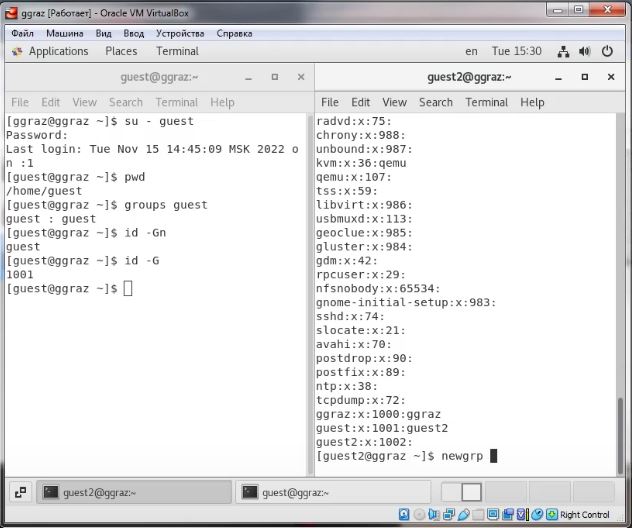 ggraz [Работает] - Oracle VM VirtualBox
Файл Машина Вид Ввод Устройства Справка
Applications Places Terminal en Tue 15:30
guest@ggraz:~
File Edit View Search Terminal Help
[ggraz@ggraz ~]$ su - guest
Password:
Last login: Tue Nov 15 14:45:09 MSK 2022 o
n :1
[guest@ggraz ~]$ pwd
/home/guest
[guest@ggraz ~]$ groups guest
guest : guest
[guest@ggraz ~]$ id -Gn
guest
[guest@ggraz ~]$ id -G
1001
[guest@ggraz ~]$
guest2@ggraz:~
File Edit View Search Terminal Help
radvd:x:75:
chrony:x:988:
unbound:x:987:
kvm:x:36:qemu
qemu:x:107:
tss:x:59:
libvirt:x:986:
usbmuxd:x:113:
geoclue:x:985:
gluster:x:984:
gdm:x:42:
rpcuser:x:29:
nfsnobody:x:65534:
gnome-initial-setup:x:983:
sshd:x:74:
slocate:x:21:
avahi:x:70:
postdrop:x:90:
postfix:x:89:
ntp:x:38:
tcpdump:x:72:
ggraz:x:1000:ggraz
guest:x:1001:guest2
guest2:x:1002:
[guest2@ggraz ~]$ newgrp
guest2@ggraz:~ guest@ggraz:~
Right Control